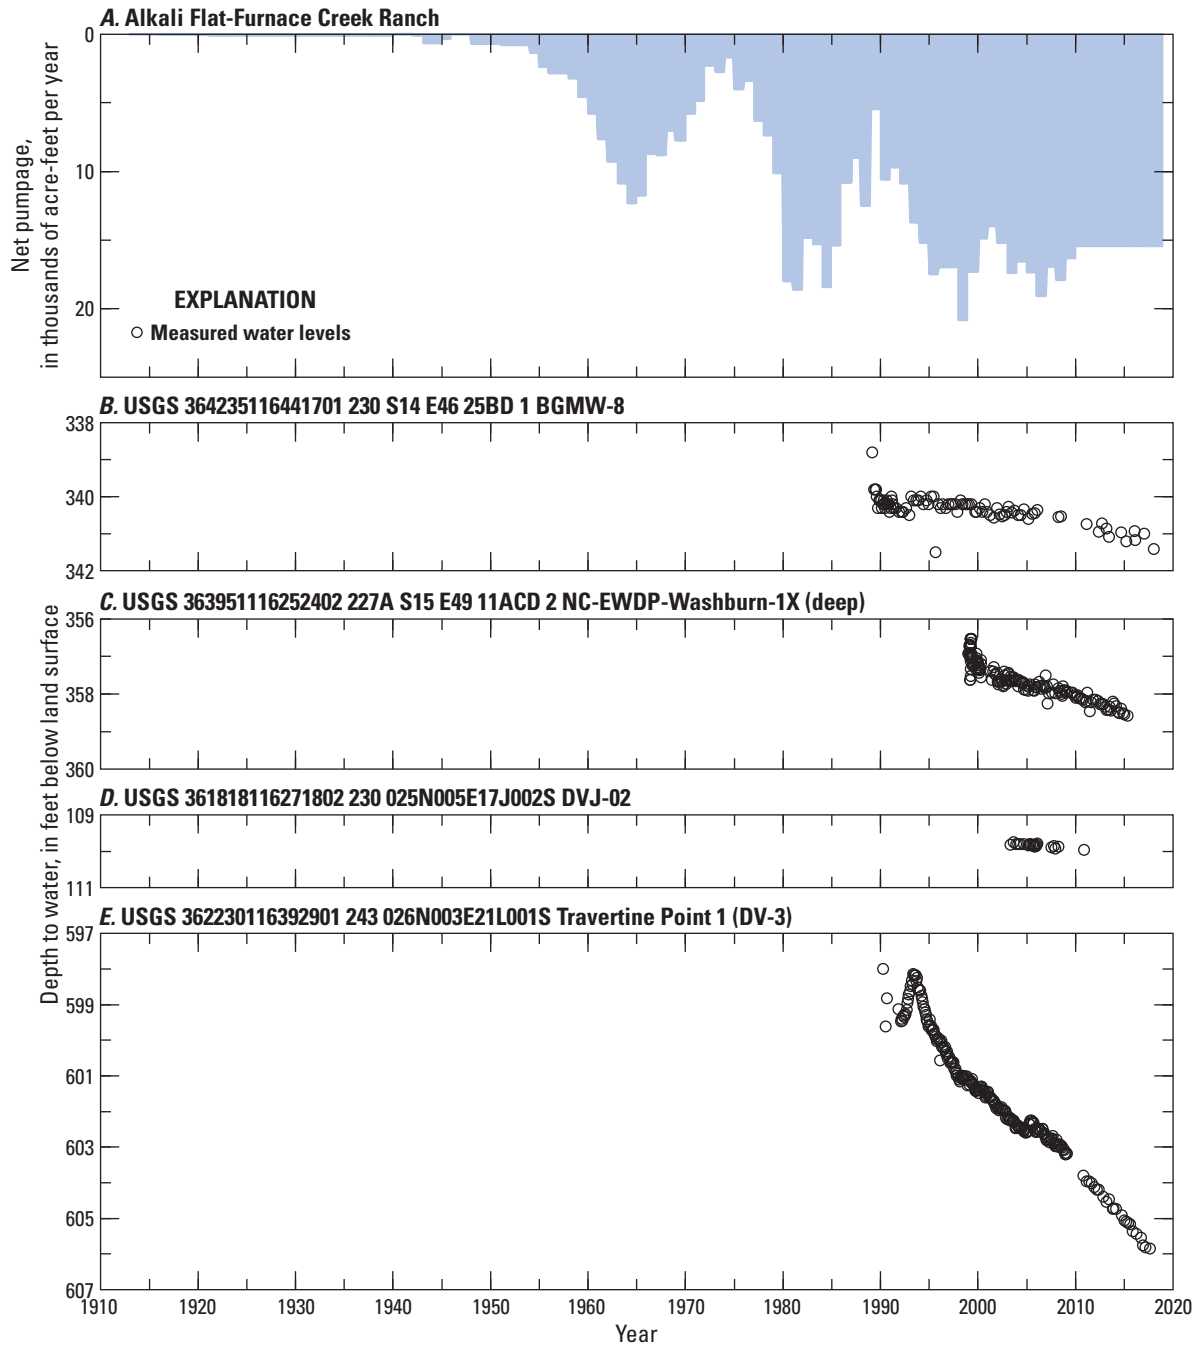 A. Alkali Flat-Furnace Creek Ranch
0
10
20
Net pumpage,
in thousands of acre-feet per year
EXPLANATION
Measured water levels
B. USGS 364235116441701 230 S14 E46 25BD 1 BGMW-8
338
340
342
C. USGS 363951116252402 227A S15 E49 11ACD 2 NC-EWDP-Washburn-1X (deep)
356
358
360
D. USGS 361818116271802 230 025N005E17J002S DVJ-02
109
111
E. USGS 362230116392901 243 026N003E21L001S Travertine Point 1 (DV-3)
597
599
601
603
605
607
Depth to water, in feet below land surface
1910 1920 1930 1940 1950 1960 1970 1980 1990 2000 2010 2020
Year